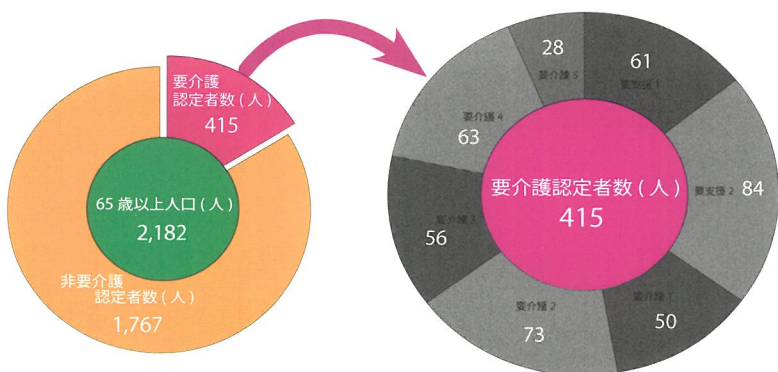 要介護
認定者数(人)
415
65歳以上人口(人)
2,182
非要介護
認定者数(人)
1,767
要介護認定者数(人)
415
61
要支援1
84
要支援2
50
要介護1
73
要介護2
56
要介護3
63
要介護4
28
要介護5